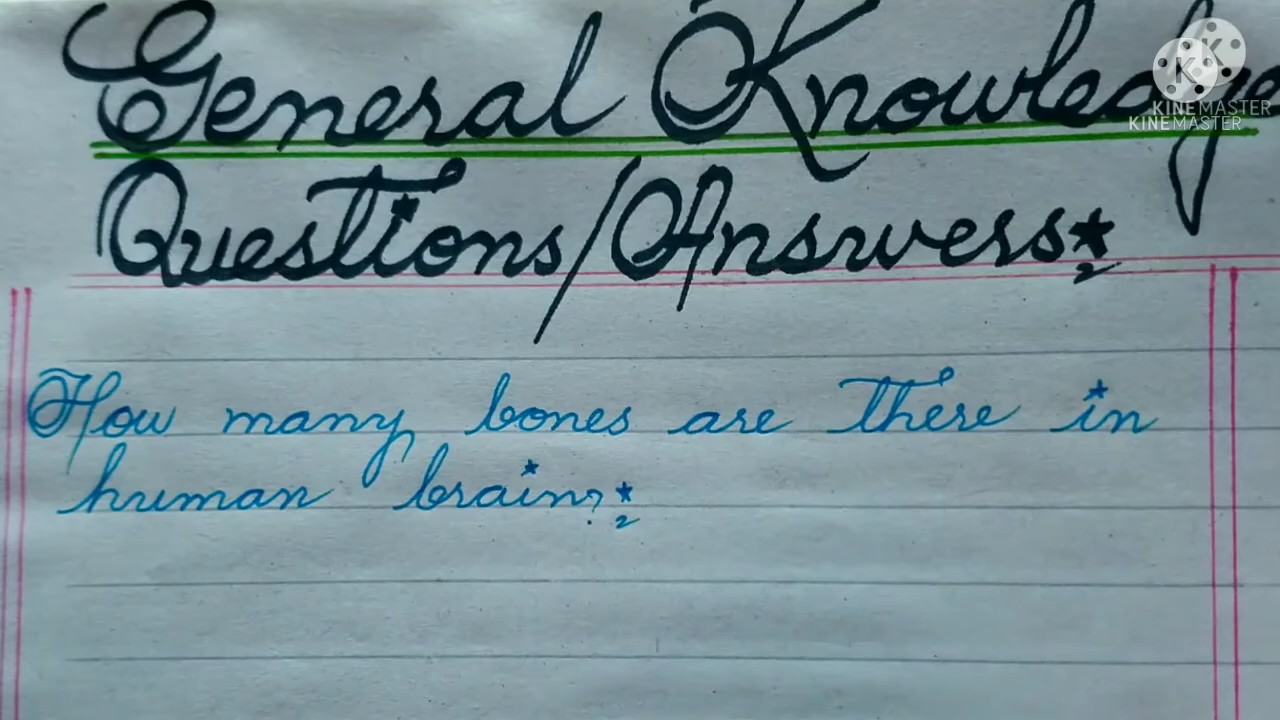 General Knowledge
Questions/Answers
How many bones are there in
human brain?
KINEMASTER
KINEMASTER